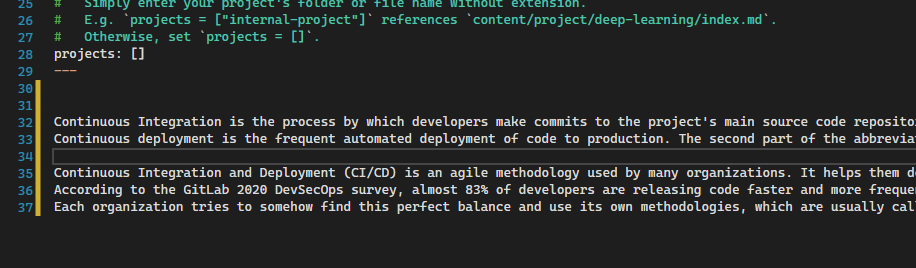 25 #   Simply enter your project's folder or file name without extension.
26 #   E.g. `projects = ["internal-project"]` references `content/project/deep-learning/index.md`.
27 #   Otherwise, set `projects = []`.
28 projects: []
29 ---
30
31
32 Continuous Integration is the process by which developers make commits to the project's main source code reposito
33 Continuous deployment is the frequent automated deployment of code to production. The second part of the abbrevia
34
35 Continuous Integration and Deployment (CI/CD) is an agile methodology used by many organizations. It helps them d
36 According to the GitLab 2020 DevSecOps survey, almost 83% of developers are releasing code faster and more freque
37 Each organization tries to somehow find this perfect balance and use its own methodologies, which are usually cal